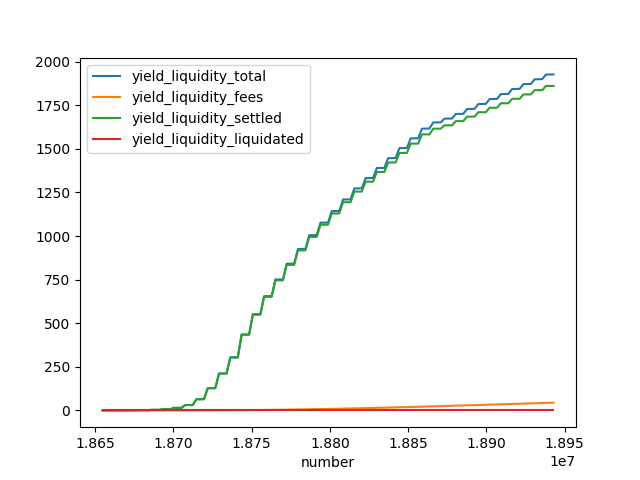 yield_liquidity_total
yield_liquidity_fees
yield_liquidity_settled
yield_liquidity_liquidated
2000
1750
1500
1250
1000
750
500
250
0
1.865 1.870 1.875 1.880 1.885 1.890 1.895
1e7
number